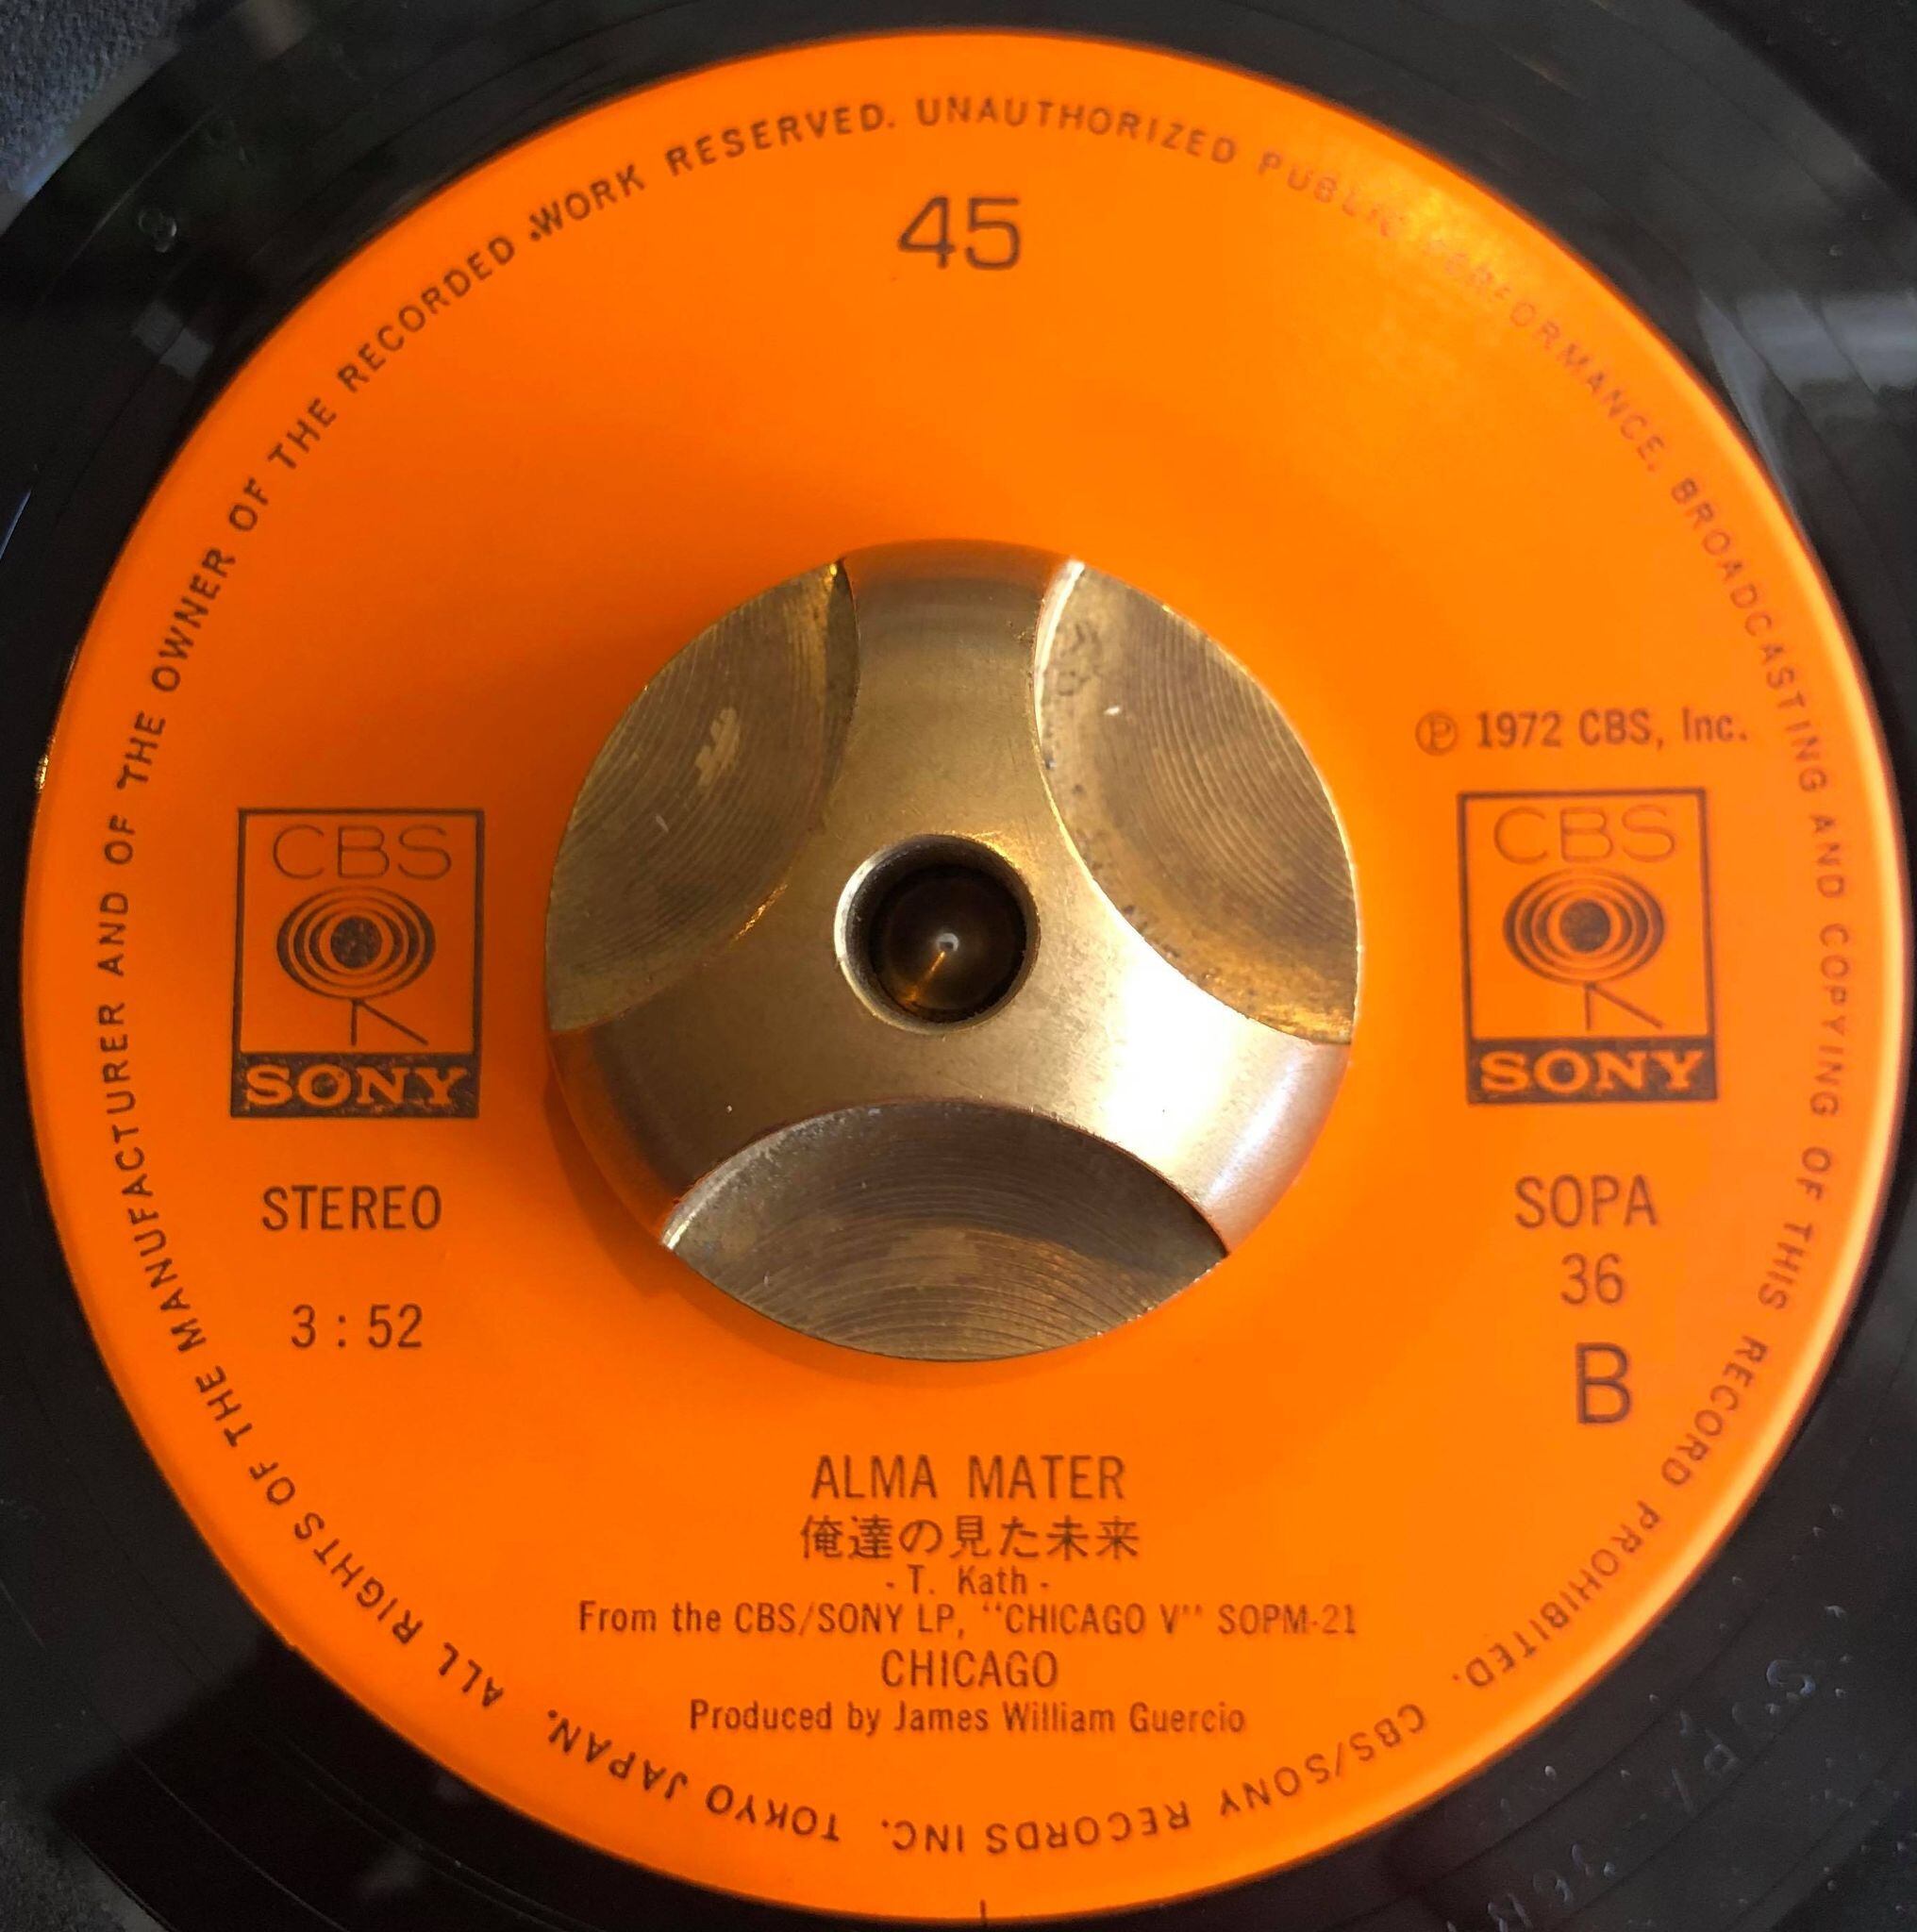 45
℗ 1972 CBS, Inc.
CBS
SONY
CBS
SONY
STEREO
3:52
SOPA
36
B
ALMA MATER
俺達の見た未来
- T. Kath -
From the CBS/SONY LP, "CHICAGO V" SOPM-21
CHICAGO
Produced by James William Guercio
CBS/SONY RECORDS INC. TOKYO JAPAN. ALL RIGHTS OF THE MANUFACTURER AND OF THE OWNER OF THE RECORDED WORK RESERVED. UNAUTHORIZED PUBLIC PERFORMANCE, BROADCASTING AND COPYING OF THIS RECORD PROHIBITED.